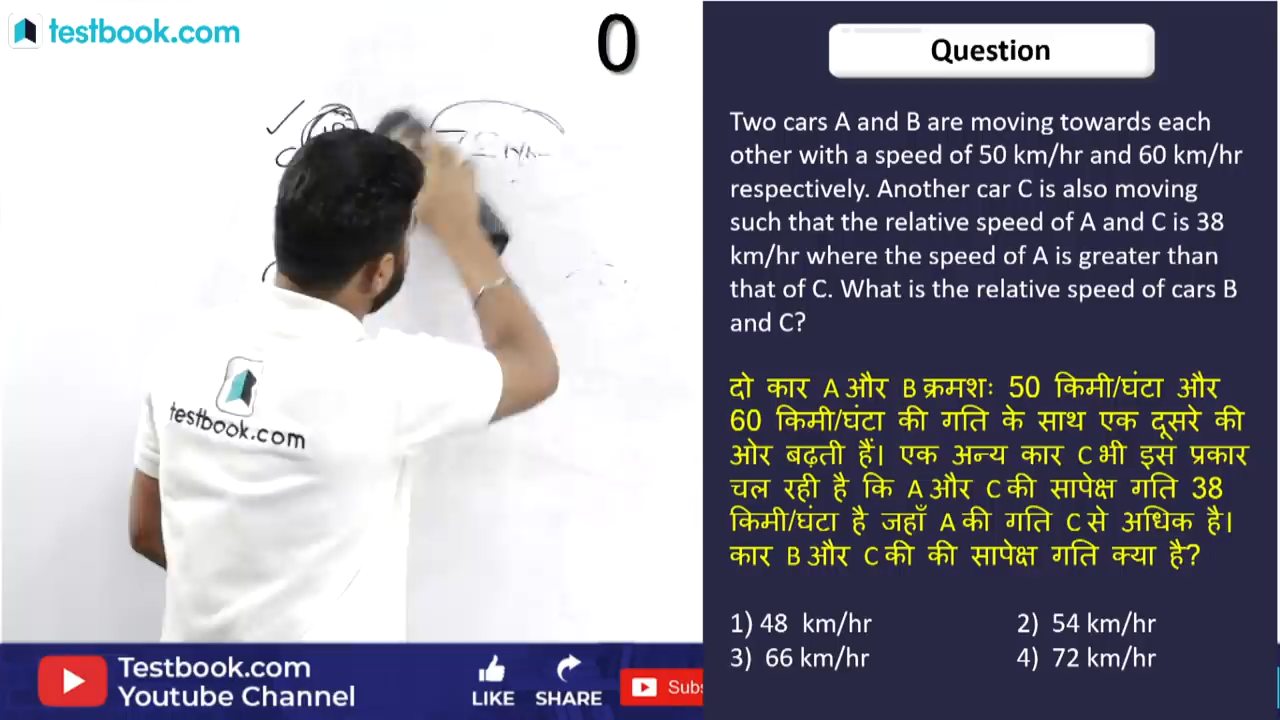 testbook.com
0
Question
Two cars A and B are moving towards each
other with a speed of 50 km/hr and 60 km/hr
respectively. Another car C is also moving
such that the relative speed of A and C is 38
km/hr where the speed of A is greater than
that of C. What is the relative speed of cars B
and C?
दो कार A और B क्रमशः 50 किमी/घंटा और
60 किमी/घंटा की गति के साथ एक दूसरे की
ओर बढ़ती हैं। एक अन्य कार C भी इस प्रकार
चल रही है कि A और C की सापेक्ष गति 38
किमी/घंटा है जहाँ A की गति C से अधिक है।
कार B और C की की सापेक्ष गति क्या है?
1) 48 km/hr 2) 54 km/hr
3) 66 km/hr 4) 72 km/hr
testbook.com
Testbook.com
Youtube Channel
LIKE SHARE Subs